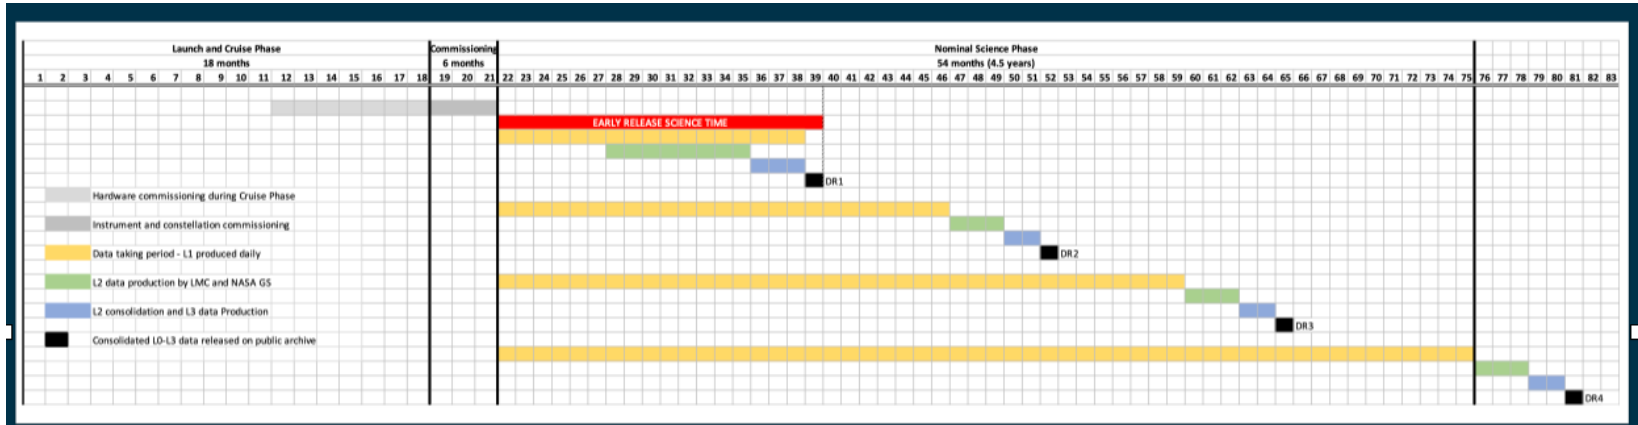 Launch and Cruise Phase Commissioning Nominal Science Phase
18 months 6 months 54 months (4.5 years)
1 2 3 4 5 6 7 8 9 10 11 12 13 14 15 16 17 18 19 20 21 22 23 24 25 26 27 28 29 30 31 32 33 34 35 36 37 38 39 40 41 42 43 44 45 46 47 48 49 50 51 52 53 54 55 56 57 58 59 60 61 62 63 64 65 66 67 68 69 70 71 72 73 74 75 76 77 78 79 80 81 82 83
EARLY RELEASE SCIENCE TIME
DR1
Hardware commissioning during Cruise Phase
Instrument and constellation commissioning
Data taking period - L1 produced daily
DR2
L2 data production by LMC and NASA GS
L2 consolidation and L3 data Production
DR3
Consolidated L0-L3 data released on public archive
DR4